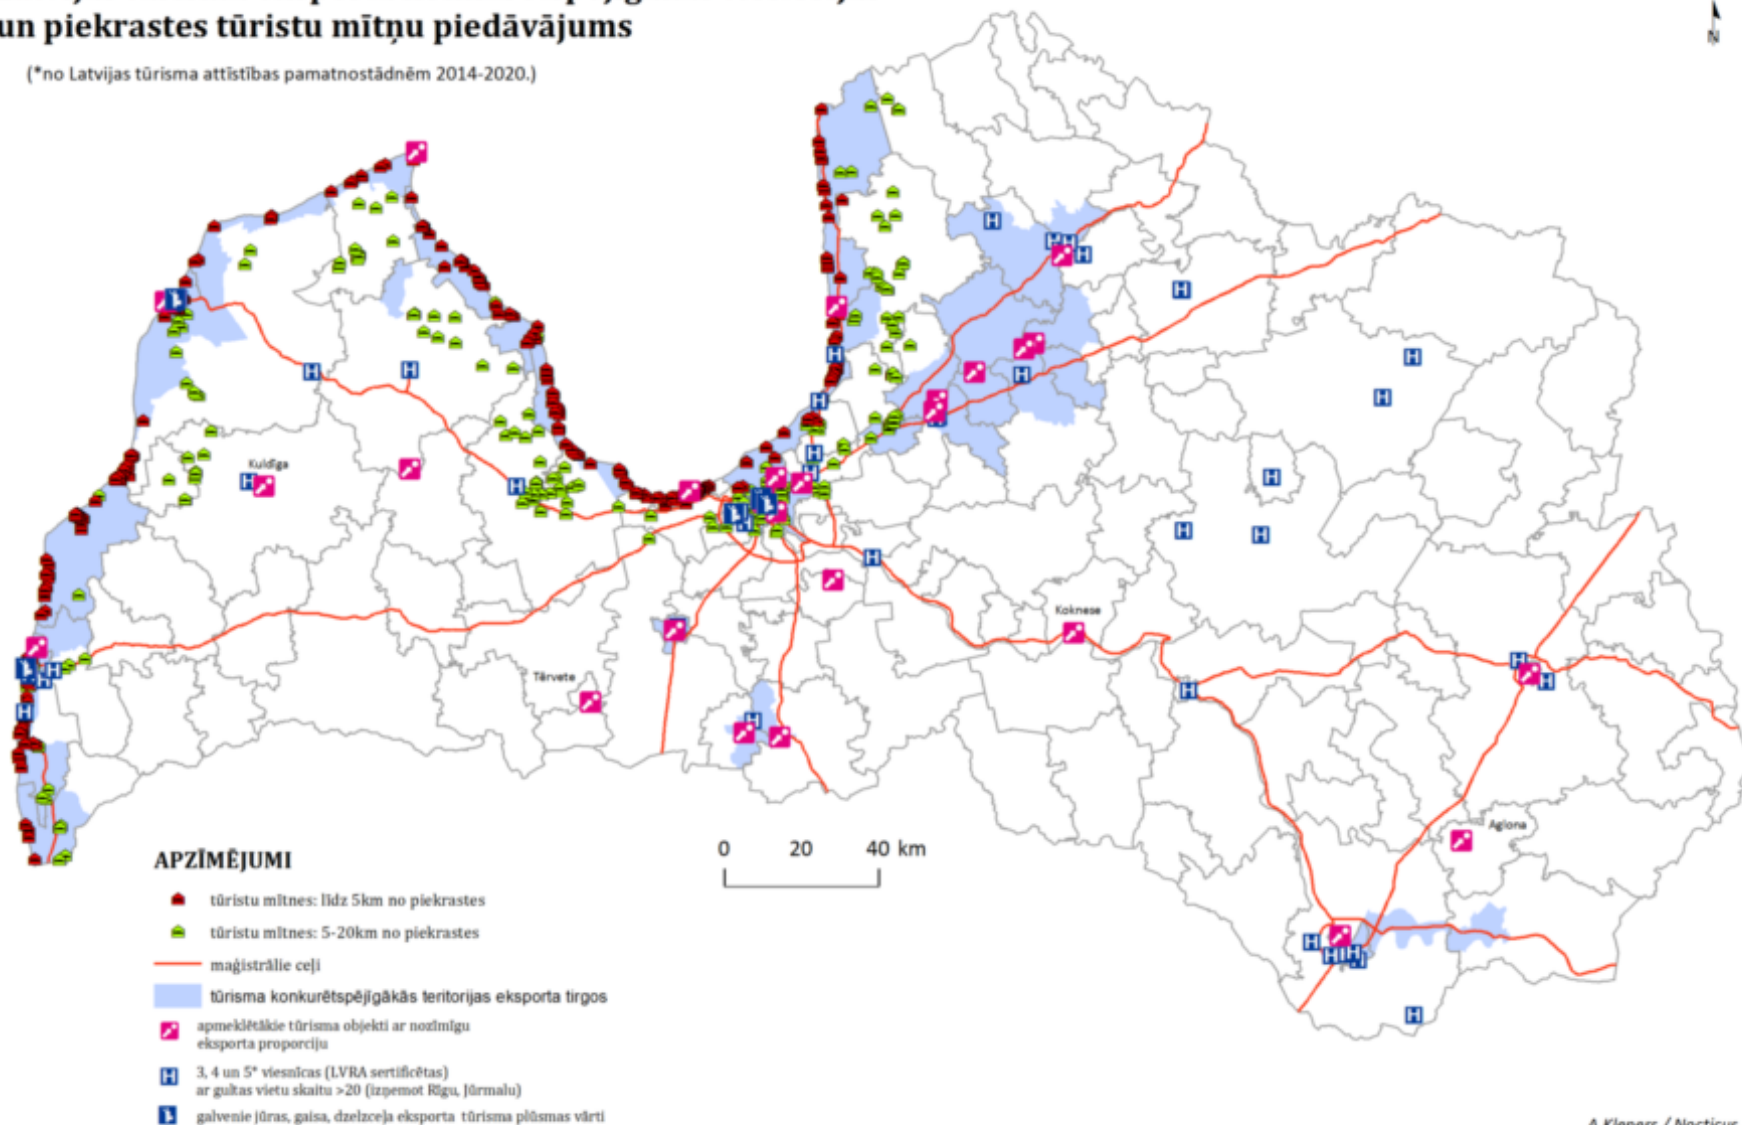 un piekrastes tūristu mītņu piedāvājums
(*no Latvijas tūrisma attīstības pamatnostādnēm 2014-2020.)
N
Kuldīga
Koknese
Tērvete
Aglona
0 20 40 km
APZĪMĒJUMI
tūristu mītnes: līdz 5km no piekrastes
tūristu mītnes: 5-20km no piekrastes
maģistrālie ceļi
tūrisma konkurētspējīgākās teritorijas eksporta tirgos
apmeklētākie tūrisma objekti ar nozīmīgu
eksporta proporciju
3, 4 un 5* viesnīcas (LVRA sertificētas)
ar gultas vietu skaitu >20 (izņemot Rīgu, Jūrmalu)
galvenie jūras, gaisa, dzelzceļa eksporta tūrisma plūsmas vārti